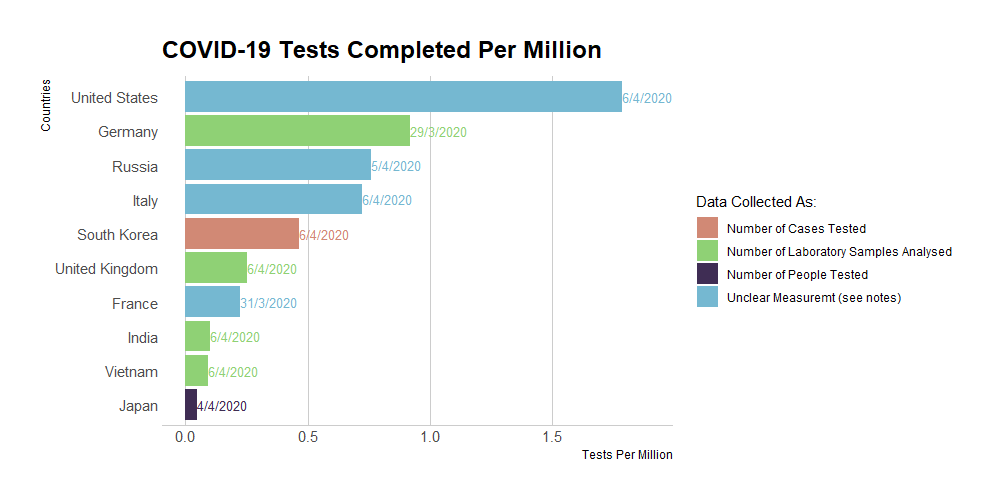 COVID-19 Tests Completed Per Million
Countries
United States 6/4/2020
Germany 29/3/2020
Russia 5/4/2020
Italy 6/4/2020
South Korea 6/4/2020
United Kingdom 6/4/2020
France 31/3/2020
India 6/4/2020
Vietnam 6/4/2020
Japan 4/4/2020
0.0 0.5 1.0 1.5
Tests Per Million
Data Collected As:
Number of Cases Tested
Number of Laboratory Samples Analysed
Number of People Tested
Unclear Measuremt (see notes)